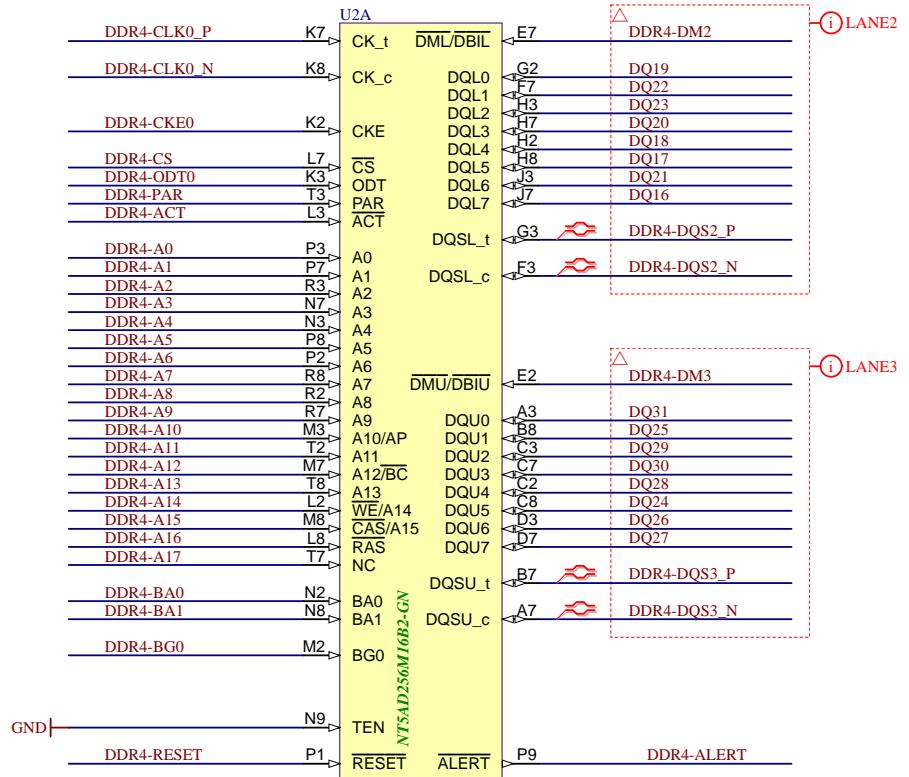 U2A
DDR4-CLK0_P K7 CK_t DML/DBIL E7 DDR4-DM2 i LANE2
DDR4-CLK0_N K8 CK_c DQL0 G2 DQ19
DQL1 F7 DQ22
DQL2 H3 DQ23
DDR4-CKE0 K2 CKE DQL3 H7 DQ20
DQL4 H2 DQ18
DDR4-CS L7 CS DQL5 H8 DQ17
DDR4-ODT0 K3 ODT DQL6 J3 DQ21
DDR4-PAR T3 PAR DQL7 J7 DQ16
DDR4-ACT L3 ACT
DQSL_t G3 DDR4-DQS2_P
DDR4-A0 P3 A0
DDR4-A1 P7 A1 DQSL_c F3 DDR4-DQS2_N
DDR4-A2 R3 A2
DDR4-A3 N7 A3
DDR4-A4 N3 A4
DDR4-A5 P8 A5
DDR4-A6 P2 A6 i LANE3
DDR4-A7 R8 A7 DMU/DBIU E2 DDR4-DM3
DDR4-A8 R2 A8
DDR4-A9 R7 A9 DQU0 A3 DQ31
DDR4-A10 M3 A10/AP DQU1 B8 DQ25
DDR4-A11 T2 A11 DQU2 C3 DQ29
DDR4-A12 M7 A12/BC DQU3 C7 DQ30
DDR4-A13 T8 A13 DQU4 C2 DQ28
DDR4-A14 L2 WE/A14 DQU5 C8 DQ24
DDR4-A15 M8 CAS/A15 DQU6 D3 DQ26
DDR4-A16 L8 RAS DQU7 D7 DQ27
DDR4-A17 T7 NC
DQSU_t B7 DDR4-DQS3_P
DDR4-BA0 N2 BA0
DDR4-BA1 N8 BA1 DQSU_c A7 DDR4-DQS3_N
DDR4-BG0 M2 BG0
NT5AD256M16B2-GN
GND N9 TEN
DDR4-RESET P1 RESET ALERT P9 DDR4-ALERT